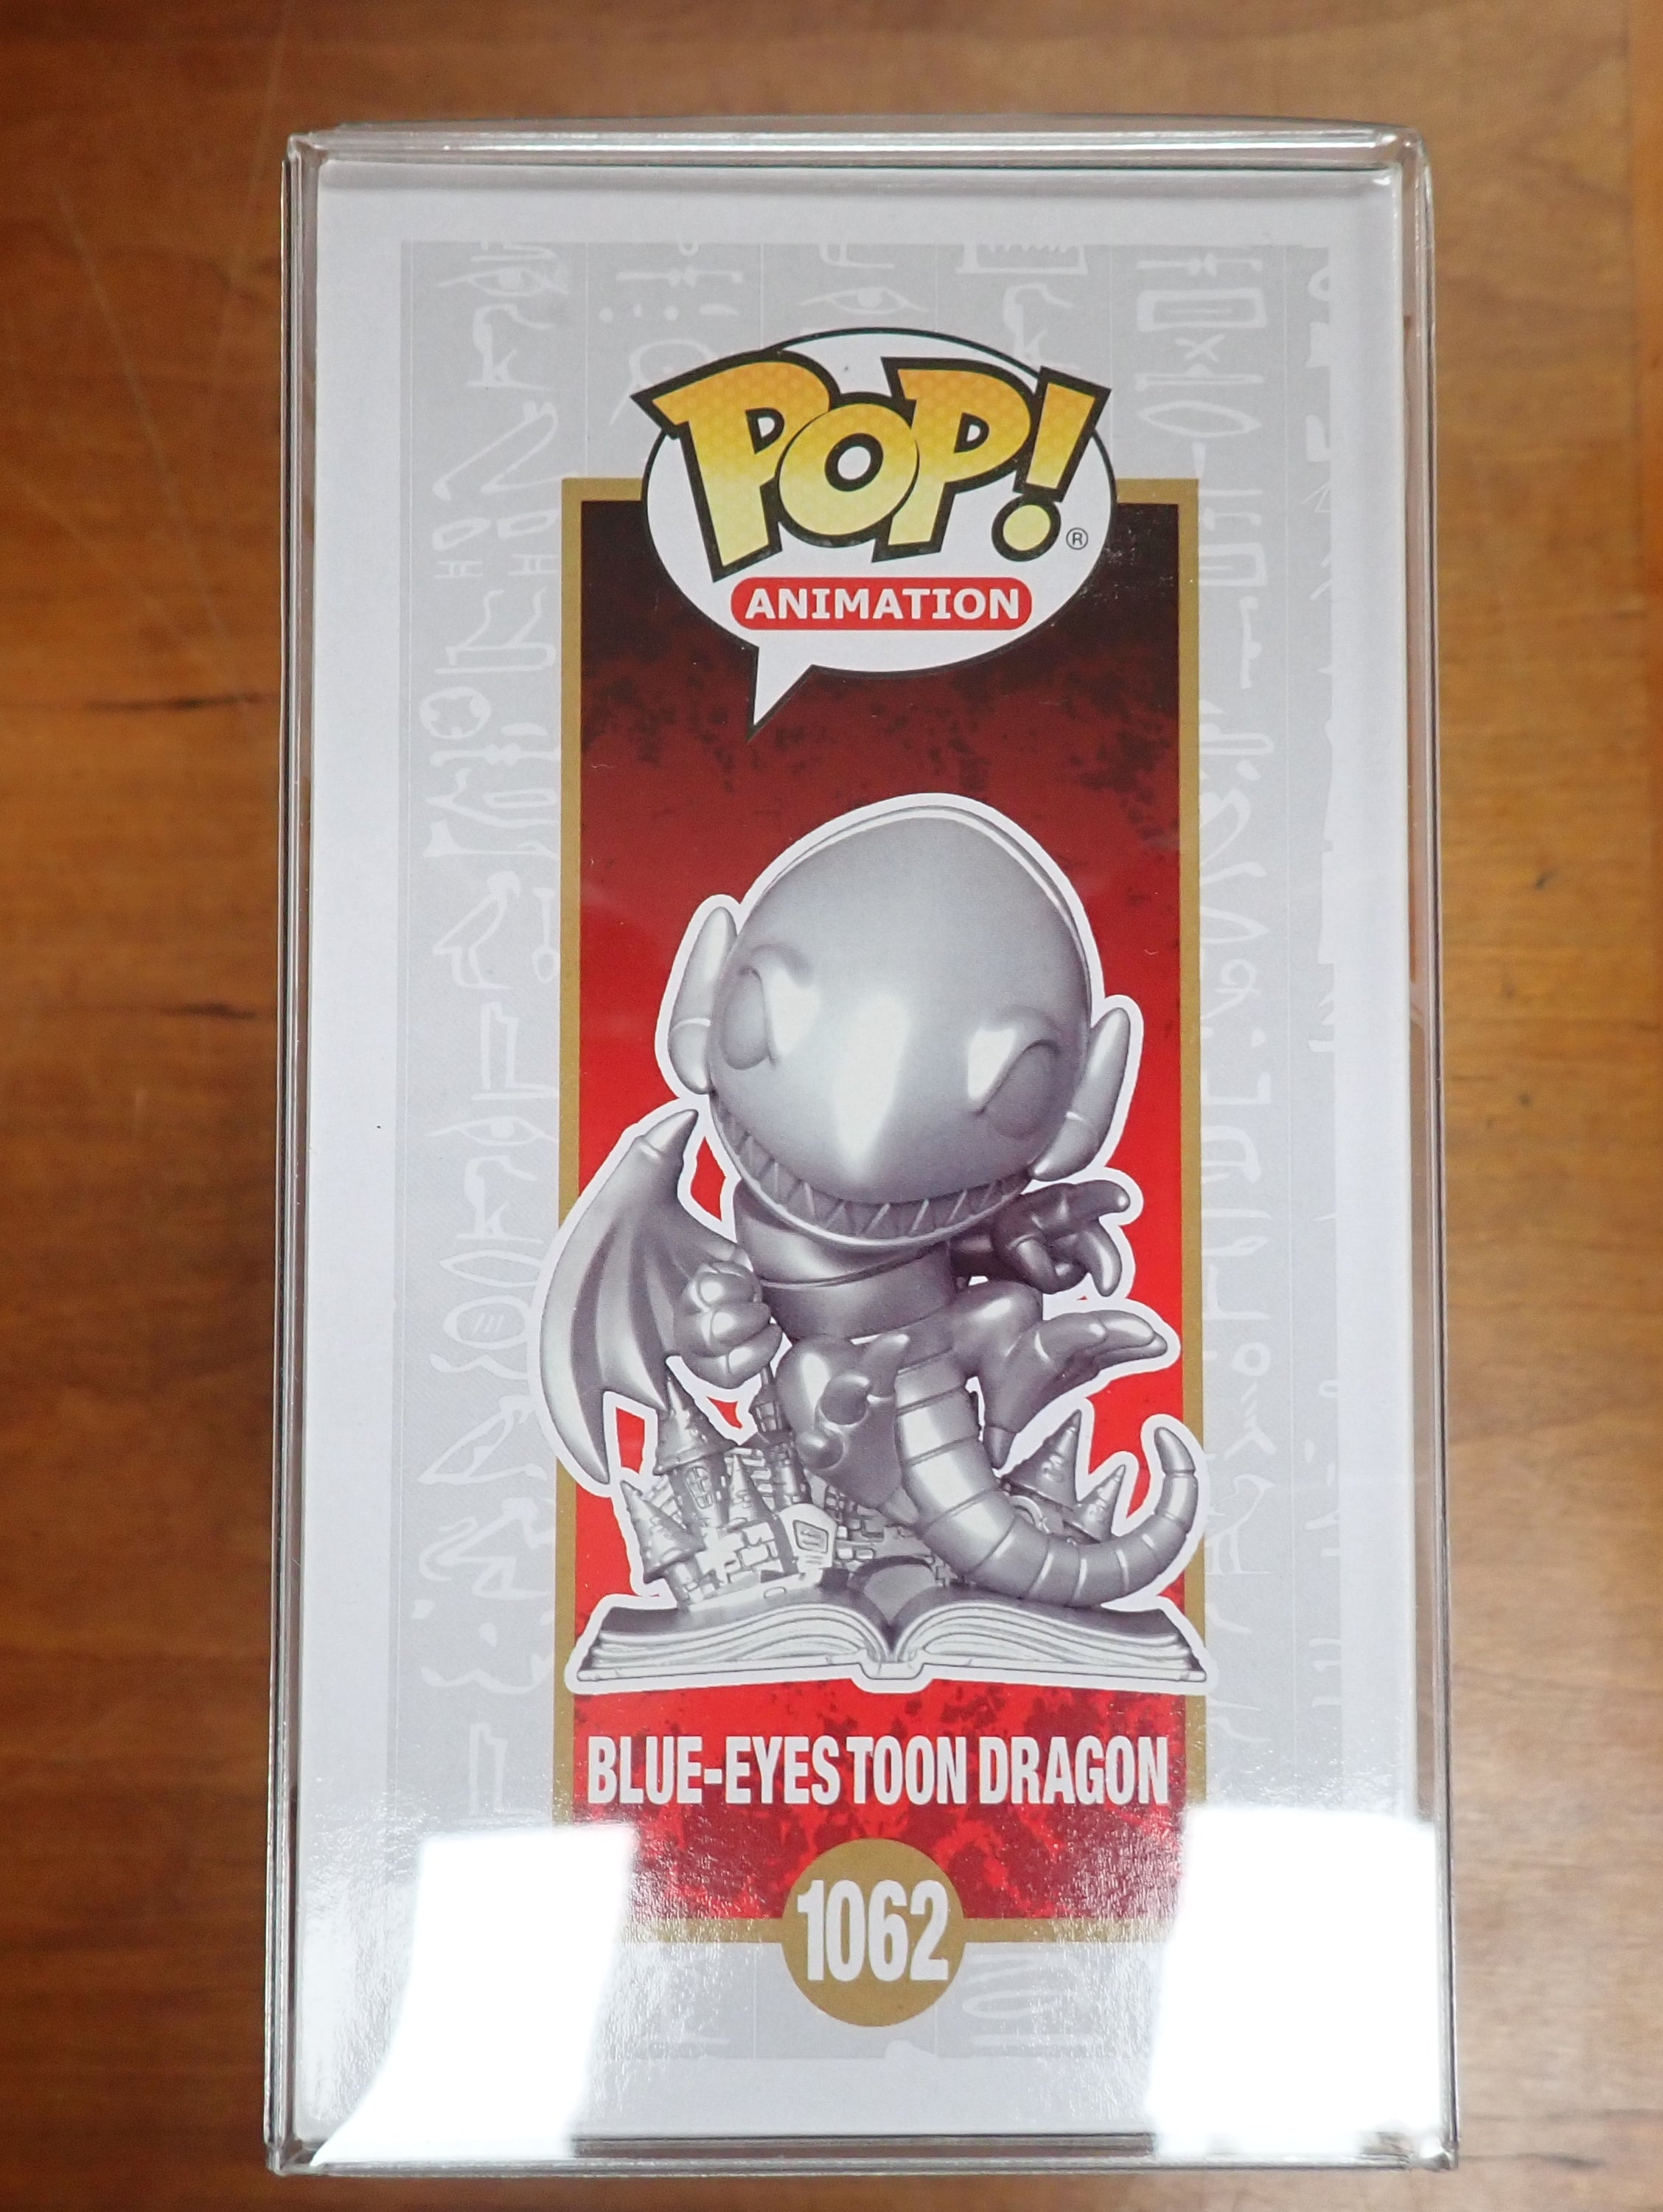 POP!®
ANIMATION
BLUE-EYES TOON DRAGON
1062